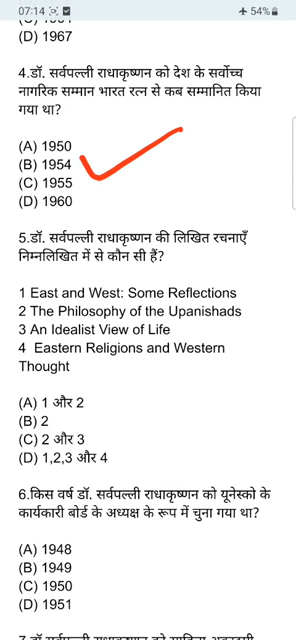 07:14
54%
(D) 1967
4.डॉ. सर्वपल्ली राधाकृष्णन को देश के सर्वोच्च
नागरिक सम्मान भारत रत्न से कब सम्मानित किया
गया था?
(A) 1950
(B) 1954
(C) 1955
(D) 1960
5.डॉ. सर्वपल्ली राधाकृष्णन की लिखित रचनाएँ
निम्नलिखित में से कौन सी हैं?
1 East and West: Some Reflections
2 The Philosophy of the Upanishads
3 An Idealist View of Life
4 Eastern Religions and Western
Thought
(A) 1 और 2
(B) 2
(C) 2 और 3
(D) 1,2,3 और 4
6.किस वर्ष डॉ. सर्वपल्ली राधाकृष्णन को यूनेस्को के
कार्यकारी बोर्ड के अध्यक्ष के रूप में चुना गया था?
(A) 1948
(B) 1949
(C) 1950
(D) 1951